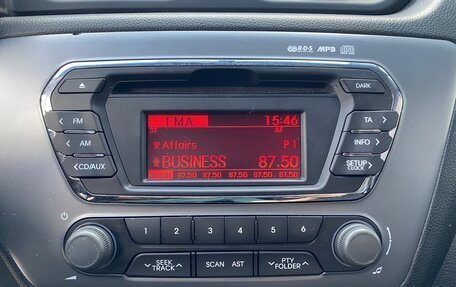 RDS MP3
DARK
FM
AM
CD/AUX
FMA 15:46
ST AF
Affairs P1
BUSINESS 87.50
87.50 87.50 87.50 87.50 87.50
TA
INFO
SETUP
CLOCK
1 2 3 4 5 6
SEEK
TRACK
SCAN AST
PTY
FOLDER